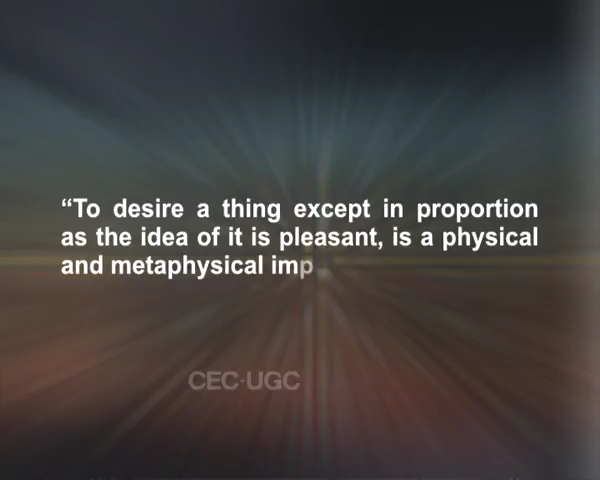 “To desire a thing except in proportion
as the idea of it is pleasant, is a physical
and metaphysical imp
CEC-UGC